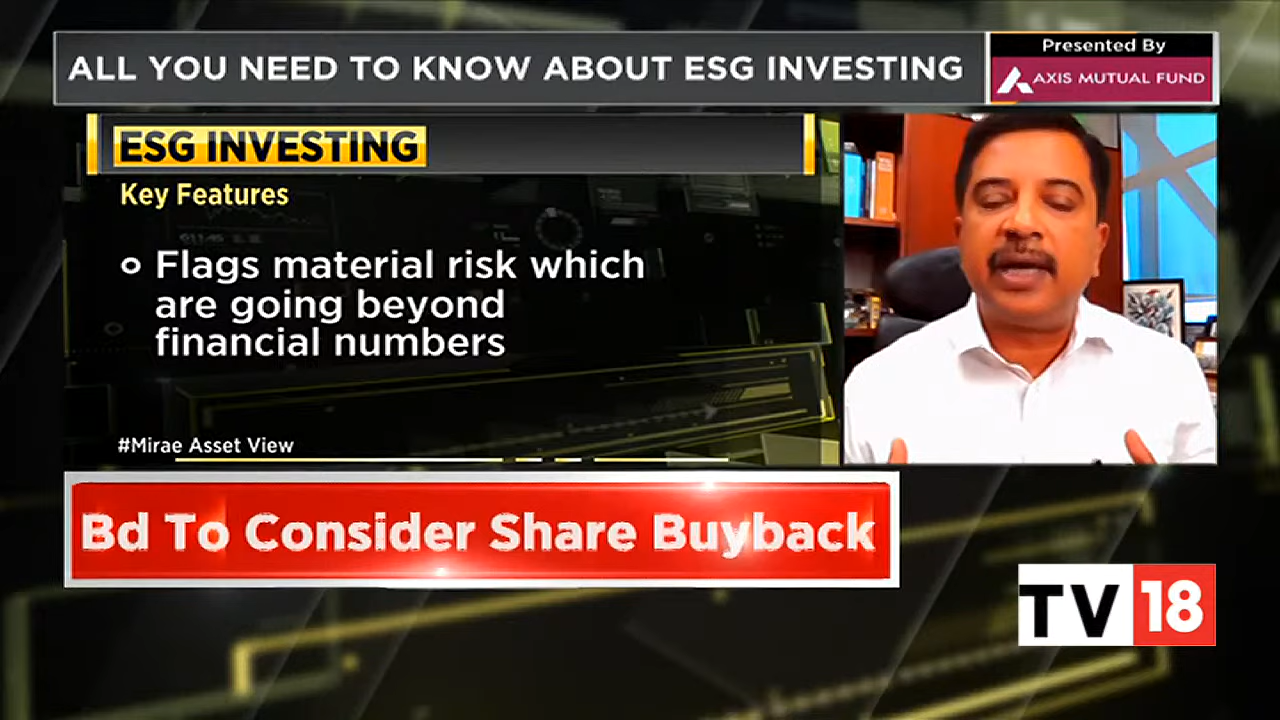 ALL YOU NEED TO KNOW ABOUT ESG INVESTING
Presented By
AXIS MUTUAL FUND
ESG INVESTING
Key Features
Flags material risk which
are going beyond
financial numbers
#Mirae Asset View
Bd To Consider Share Buyback
TV18